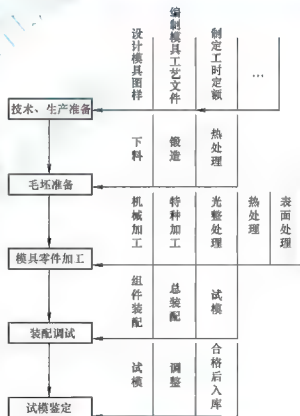 设计模具图样
编制模具工艺文件
制定工时定额
…
技术、生产准备
下料
锻造
热处理
毛坯准备
机械加工
特种加工
光整处理
热处理
表面处理
模具零件加工
组件装配
总装配
试模
装配调试
试模
调整
合格后入库
试模鉴定